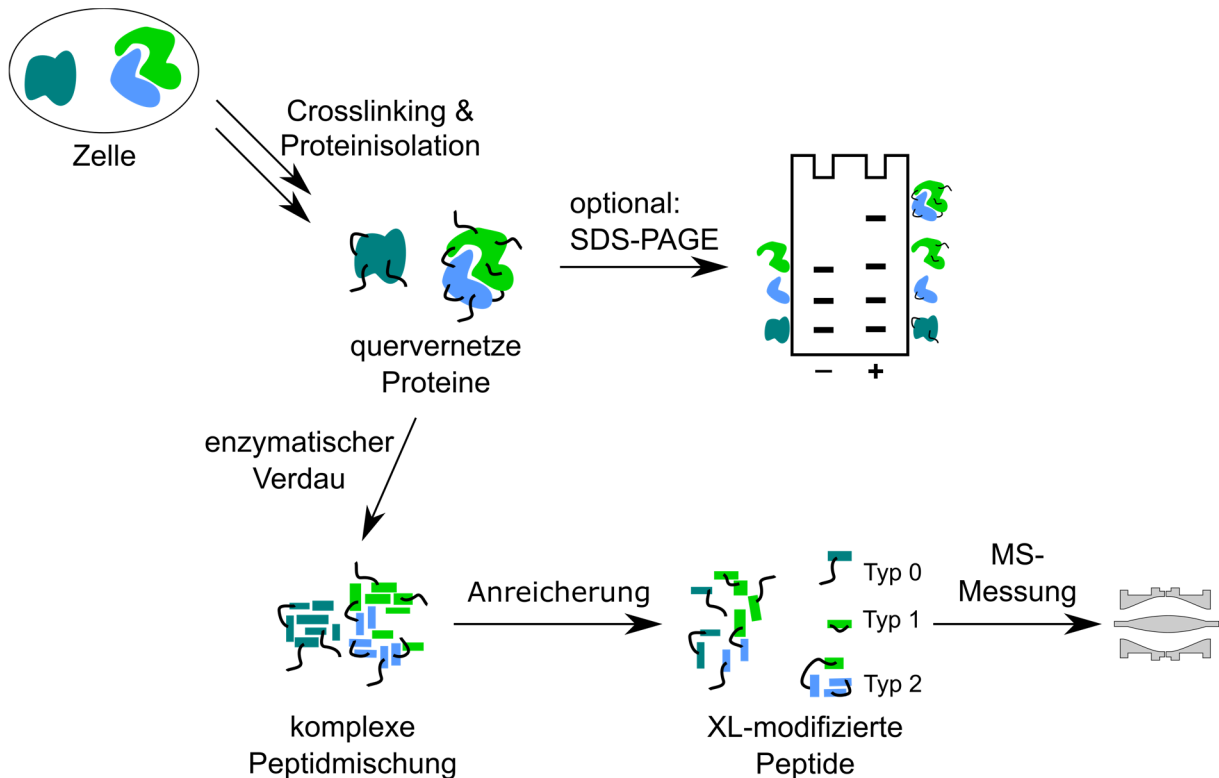 Zelle
Crosslinking &
Proteinisolation
optional:
SDS-PAGE
quervernetze
Proteine
– +
enzymatischer
Verdau
Anreicherung
Typ 0
Typ 1
Typ 2
MS-
Messung
komplexe
Peptidmischung
XL-modifizierte
Peptide